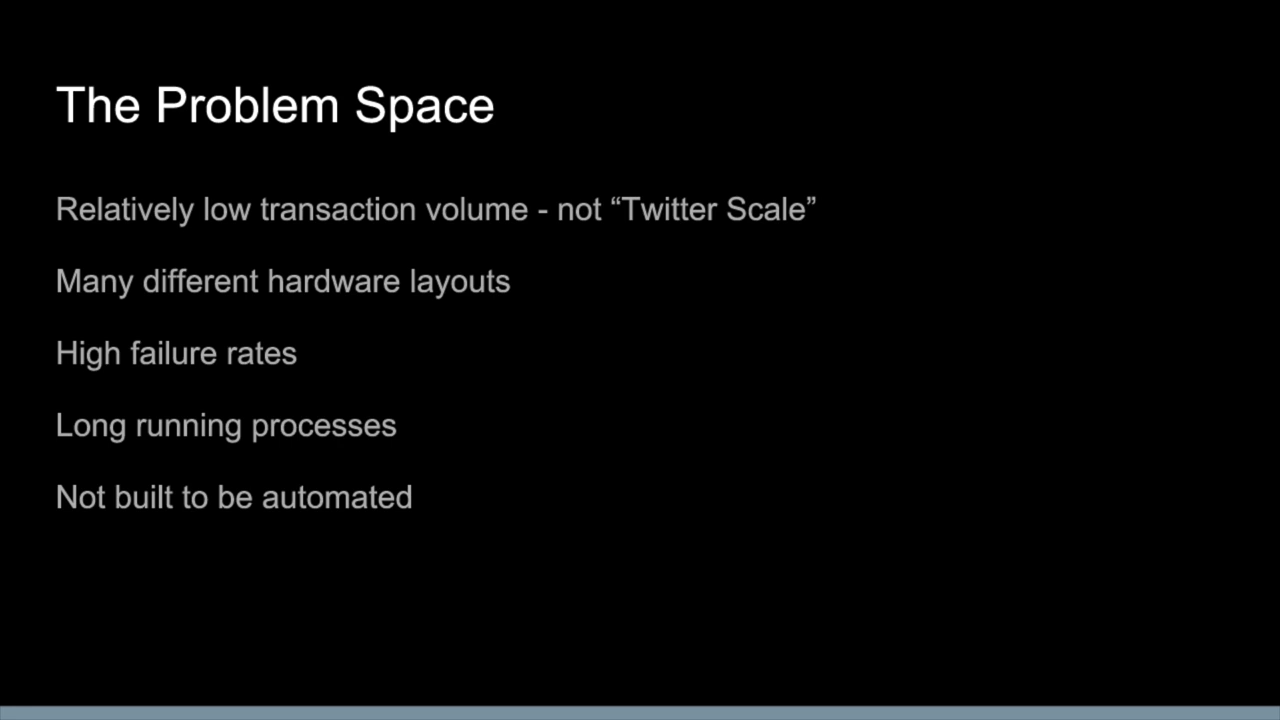 The Problem Space
Relatively low transaction volume - not “Twitter Scale”
Many different hardware layouts
High failure rates
Long running processes
Not built to be automated